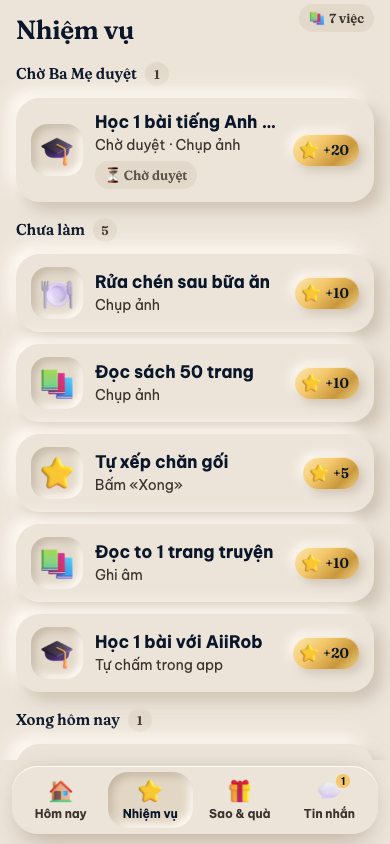 Nhiệm vụ
7 việc
Chờ Ba Mẹ duyệt 1
Học 1 bài tiếng Anh ...
Chờ duyệt · Chụp ảnh
Chờ duyệt
+20
Chưa làm 5
Rửa chén sau bữa ăn
Chụp ảnh
+10
Đọc sách 50 trang
Chụp ảnh
+10
Tự xếp chăn gối
Bấm «Xong»
+5
Đọc to 1 trang truyện
Ghi âm
+10
Học 1 bài với AiiRob
Tự chấm trong app
+20
Xong hôm nay 1
Hôm nay
Nhiệm vụ
Sao & quà
1
Tin nhắn